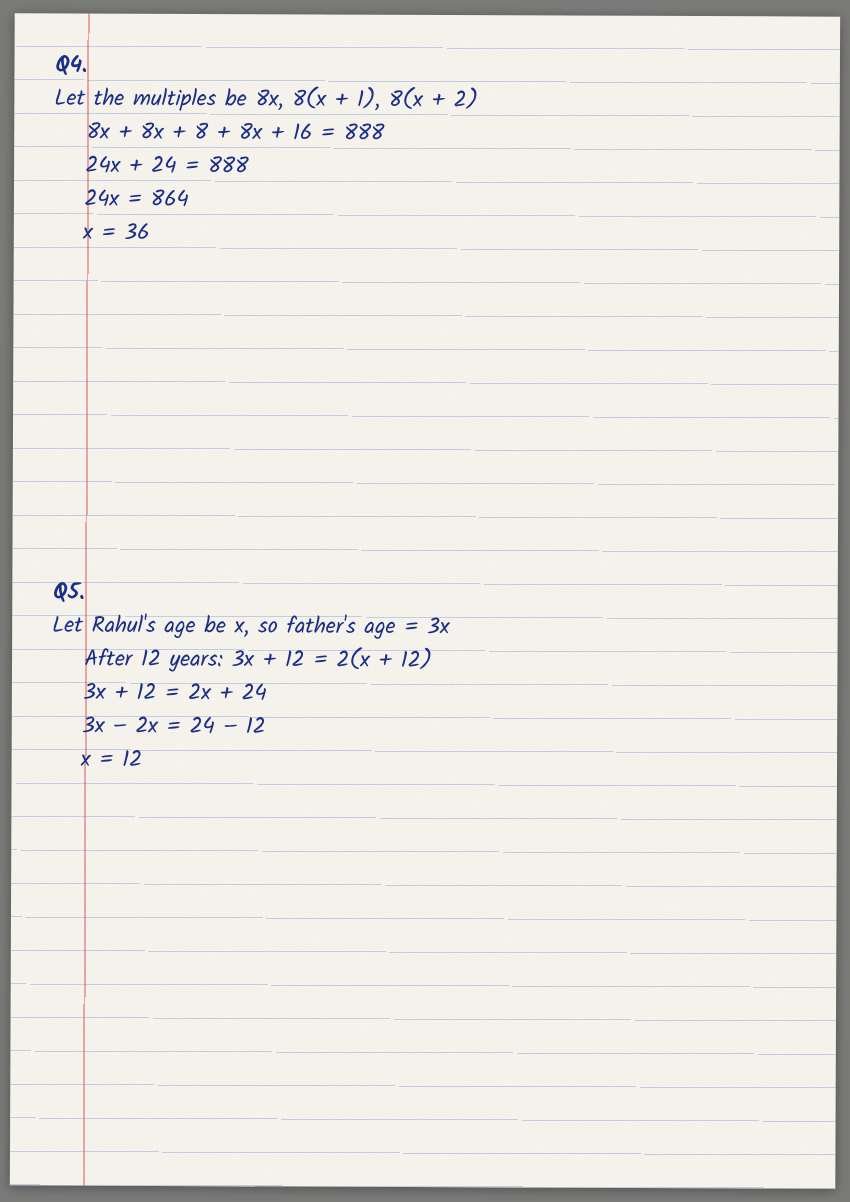 Q4.
Let the multiples be 8x, 8(x + 1), 8(x + 2)
8x + 8x + 8 + 8x + 16 = 888
24x + 24 = 888
24x = 864
x = 36
Q5.
Let Rahul's age be x, so father's age = 3x
After 12 years: 3x + 12 = 2(x + 12)
3x + 12 = 2x + 24
3x − 2x = 24 − 12
x = 12